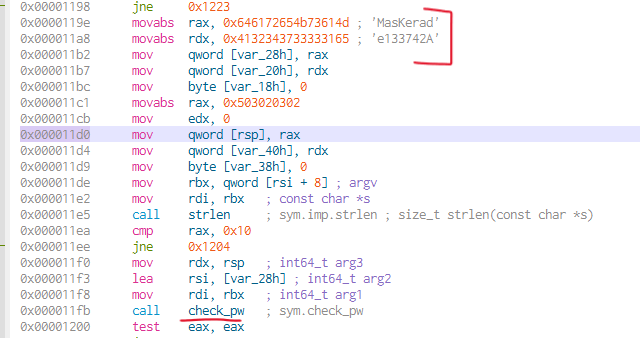 0x00001198 jne 0x1223
0x0000119e movabs rax, 0x646172654b73614d ; 'MasKerad'
0x000011a8 movabs rdx, 0x4132343733333165 ; 'e133742A'
0x000011b2 mov qword [var_28h], rax
0x000011b7 mov qword [var_20h], rdx
0x000011bc mov byte [var_18h], 0
0x000011c1 movabs rax, 0x503020302
0x000011cb mov edx, 0
0x000011d0 mov qword [rsp], rax
0x000011d4 mov qword [var_40h], rdx
0x000011d9 mov byte [var_38h], 0
0x000011de mov rbx, qword [rsi + 8] ; argv
0x000011e2 mov rdi, rbx ; const char *s
0x000011e5 call strlen ; sym.imp.strlen ; size_t strlen(const char *s)
0x000011ea cmp rax, 0x10
0x000011ee jne 0x1204
0x000011f0 mov rdx, rsp ; int64_t arg3
0x000011f3 lea rsi, [var_28h] ; int64_t arg2
0x000011f8 mov rdi, rbx ; int64_t arg1
0x000011fb call check_pw ; sym.check_pw
0x00001200 test eax, eax